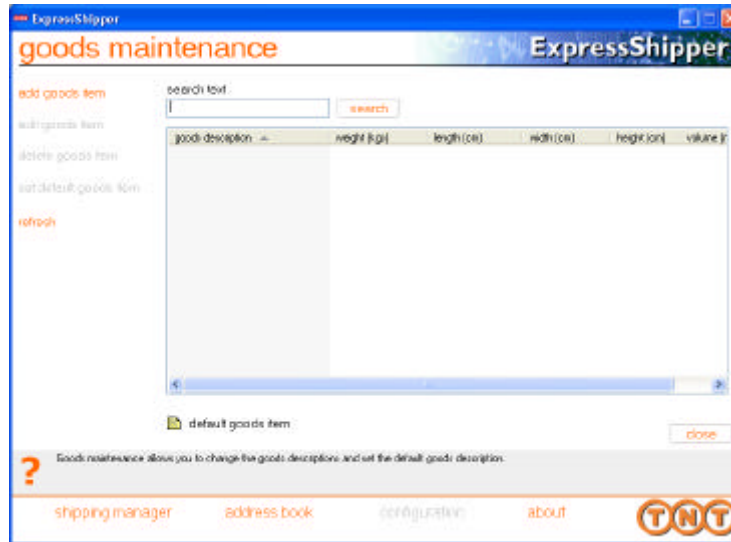 ExpressShipper
goods maintenance
ExpressShipper
add goods item
edit goods item
delete goods item
set default goods item
refresh
search text
search
goods description weight (kgs) length (cm) width (cm) height (cm) volume (m
default goods item
close
? Goods maintenance allows you to change the goods descriptions and set the default goods description.
shipping manager address book configuration about
TNT